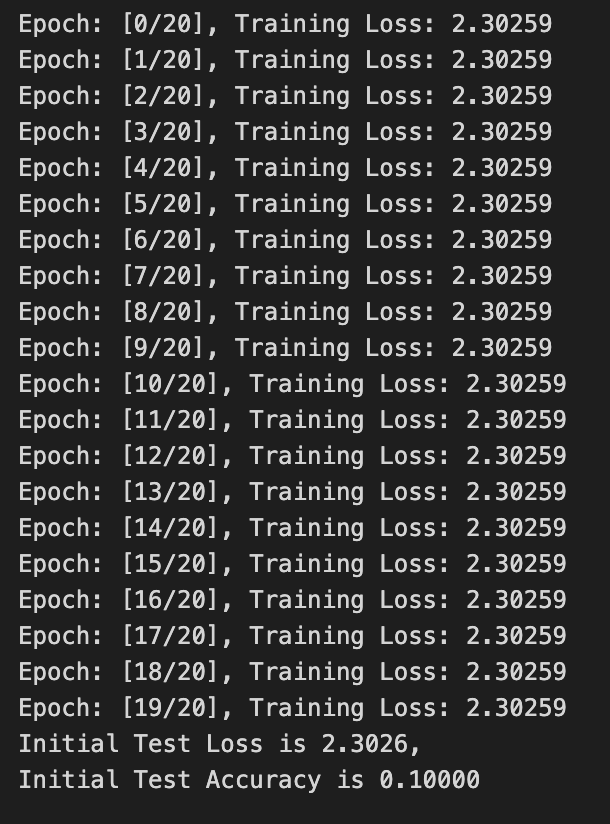 Epoch: [0/20], Training Loss: 2.30259
Epoch: [1/20], Training Loss: 2.30259
Epoch: [2/20], Training Loss: 2.30259
Epoch: [3/20], Training Loss: 2.30259
Epoch: [4/20], Training Loss: 2.30259
Epoch: [5/20], Training Loss: 2.30259
Epoch: [6/20], Training Loss: 2.30259
Epoch: [7/20], Training Loss: 2.30259
Epoch: [8/20], Training Loss: 2.30259
Epoch: [9/20], Training Loss: 2.30259
Epoch: [10/20], Training Loss: 2.30259
Epoch: [11/20], Training Loss: 2.30259
Epoch: [12/20], Training Loss: 2.30259
Epoch: [13/20], Training Loss: 2.30259
Epoch: [14/20], Training Loss: 2.30259
Epoch: [15/20], Training Loss: 2.30259
Epoch: [16/20], Training Loss: 2.30259
Epoch: [17/20], Training Loss: 2.30259
Epoch: [18/20], Training Loss: 2.30259
Epoch: [19/20], Training Loss: 2.30259
Initial Test Loss is 2.3026,
Initial Test Accuracy is 0.10000